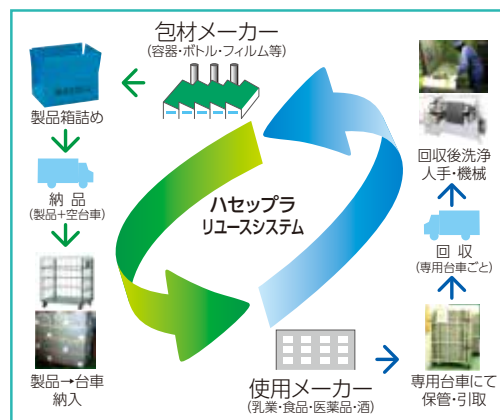 包材メーカー
(容器・ボトル・フィルム等)
製品箱詰め
納 品
(製品+空台車)
製品→台車
納入
ハセップラ
リユースシステム
使用メーカー
(乳業・食品・医薬品・酒)
専用台車にて
保管・引取
回 収
(専用台車ごと)
回収後洗浄
人手・機械